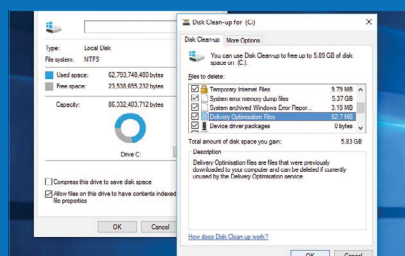 Type: Local Disk
File system: NTFS
Used space: 62,793,748,480 bytes
Free space: 23,538,655,232 bytes
Capacity: 86,332,403,712 bytes
Drive C:
Compress this drive to save disk space
Allow files on this drive to have contents indexed
file properties
OK Cancel
Disk Clean-up for (C:)
Disk Clean-up More Options
You can use Disk Clean-up to free up to 5.89 GB of disk
space on (C:).
Files to delete:
Temporary Internet Files 9.79 MB
System error memory dump files 5.37 GB
System archived Windows Error Repor... 3.19 MB
Delivery Optimisation Files 62.7 MB
Device driver packages 0 bytes
Total amount of disk space you gain: 5.83 GB
Description
Delivery Optimisation files are files that were previously
downloaded to your computer and can be deleted if currently
unused by the Delivery Optimisation service.
How does Disk Clean up work?
OK Cancel